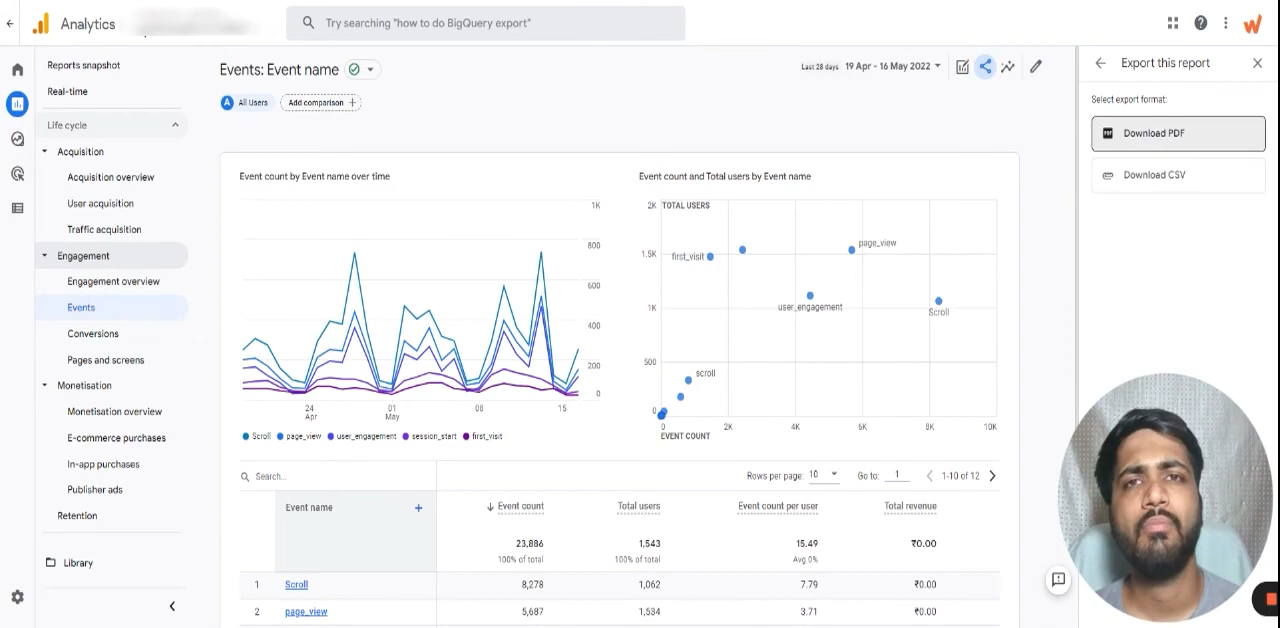 Analytics
Try searching "how to do BigQuery export"
Reports snapshot
Real-time
Life cycle
Acquisition
Acquisition overview
User acquisition
Traffic acquisition
Engagement
Engagement overview
Events
Conversions
Pages and screens
Monetisation
Monetisation overview
E-commerce purchases
In-app purchases
Publisher ads
Retention
Library
Events: Event name
Last 28 days 19 Apr - 16 May 2022
A All Users
Add comparison +
Event count by Event name over time
1K
800
600
400
200
0
24 01 08 15
Apr May
Scroll page_view user_engagement session_start first_visit
Event count and Total users by Event name
2K TOTAL USERS
page_view
1.5K first_visit
1K user_engagement Scroll
500
scroll
0
0 2K 4K 6K 8K 10K
EVENT COUNT
Search...
Rows per page: 10 Go to: 1 1-10 of 12
Event name + Event count Total users Event count per user Total revenue
23,886 1,543 15.49 ₹0.00
100% of total 100% of total Avg 0%
1 Scroll 8,278 1,062 7.79 ₹0.00
2 page_view 5,687 1,534 3.71 ₹0.00
Export this report
Select export format:
PDF Download PDF
Download CSV